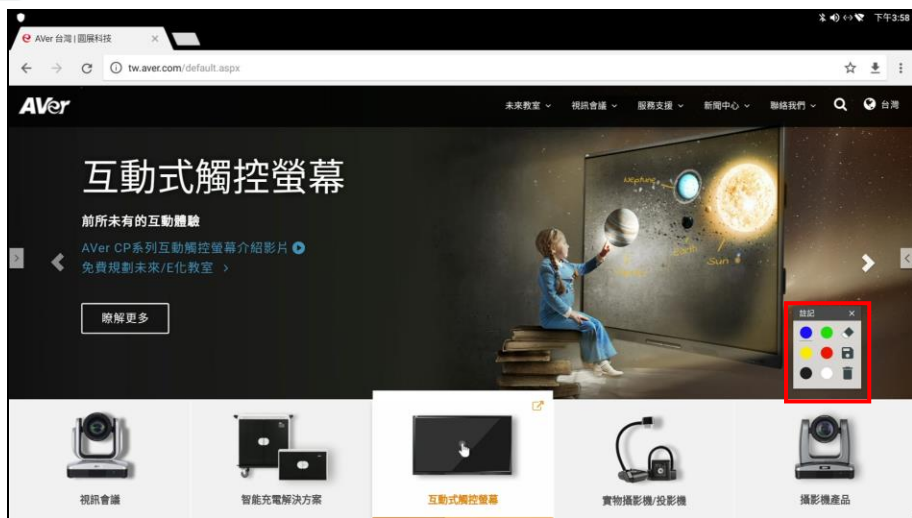 下午3:58
AVer 台灣 | 圓展科技
tw.aver.com/default.aspx
AVer
未來教室 視訊會議 服務支援 新聞中心 聯絡我們 台灣
互動式觸控螢幕
前所未有的互動體驗
AVer CP系列互動觸控螢幕介紹影片
免費規劃未來/E化教室 >
瞭解更多
Neptune
Earth
Sun
註記
視訊會議
智能充電解決方案
互動式觸控螢幕
實物攝影機/投影機
攝影機產品